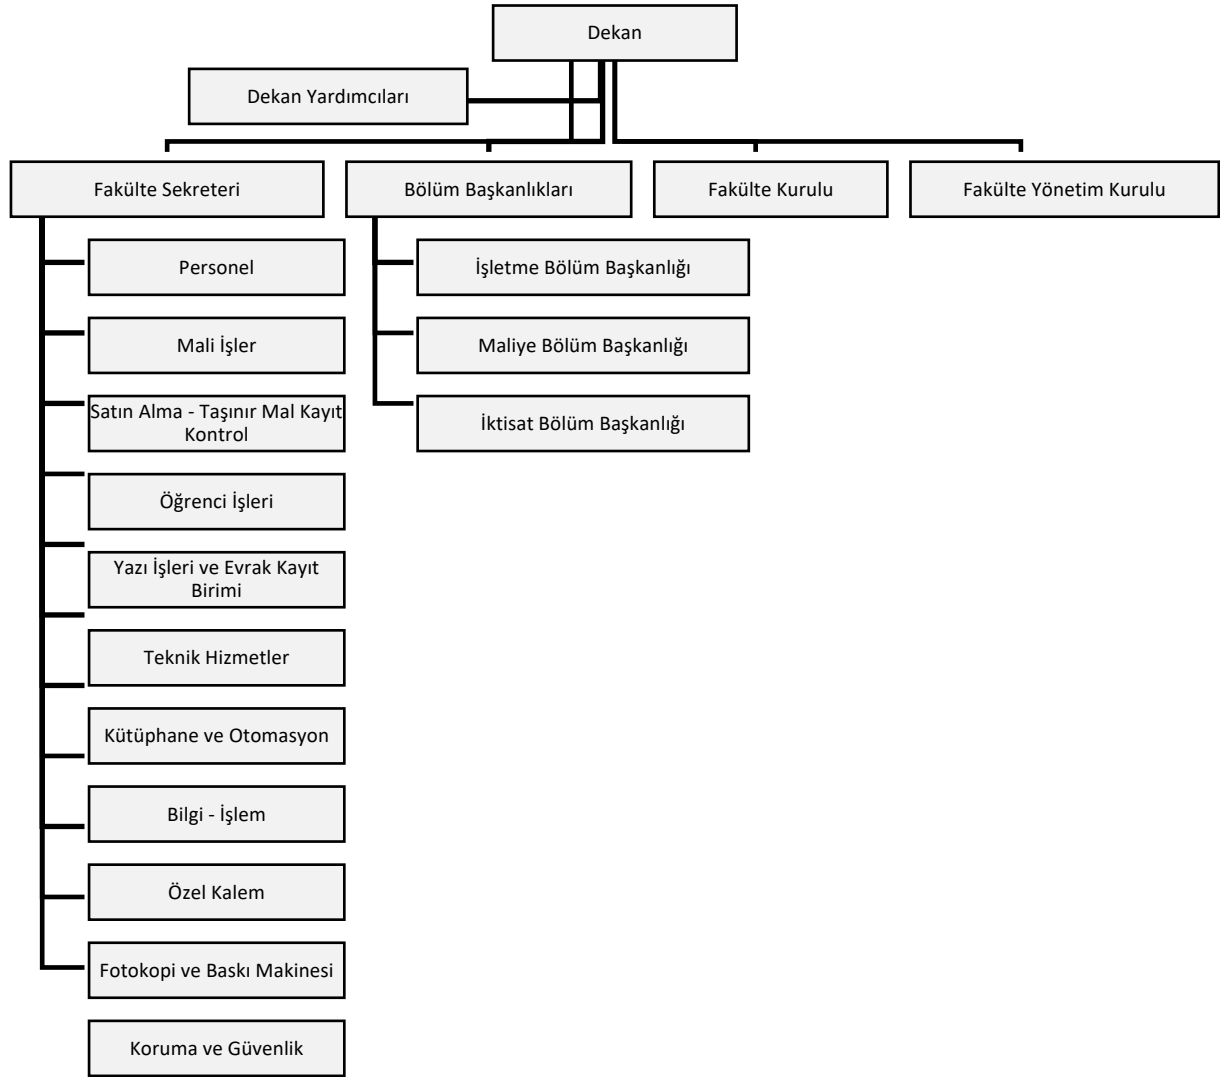 Dekan
Dekan Yardımcıları
Fakülte Sekreteri
Bölüm Başkanlıkları
Fakülte Kurulu
Fakülte Yönetim Kurulu
Personel
Mali İşler
Satın Alma - Taşınır Mal Kayıt
Kontrol
Öğrenci İşleri
Yazı İşleri ve Evrak Kayıt
Birimi
Teknik Hizmetler
Kütüphane ve Otomasyon
Bilgi - İşlem
Özel Kalem
Fotokopi ve Baskı Makinesi
Koruma ve Güvenlik
İşletme Bölüm Başkanlığı
Maliye Bölüm Başkanlığı
İktisat Bölüm Başkanlığı